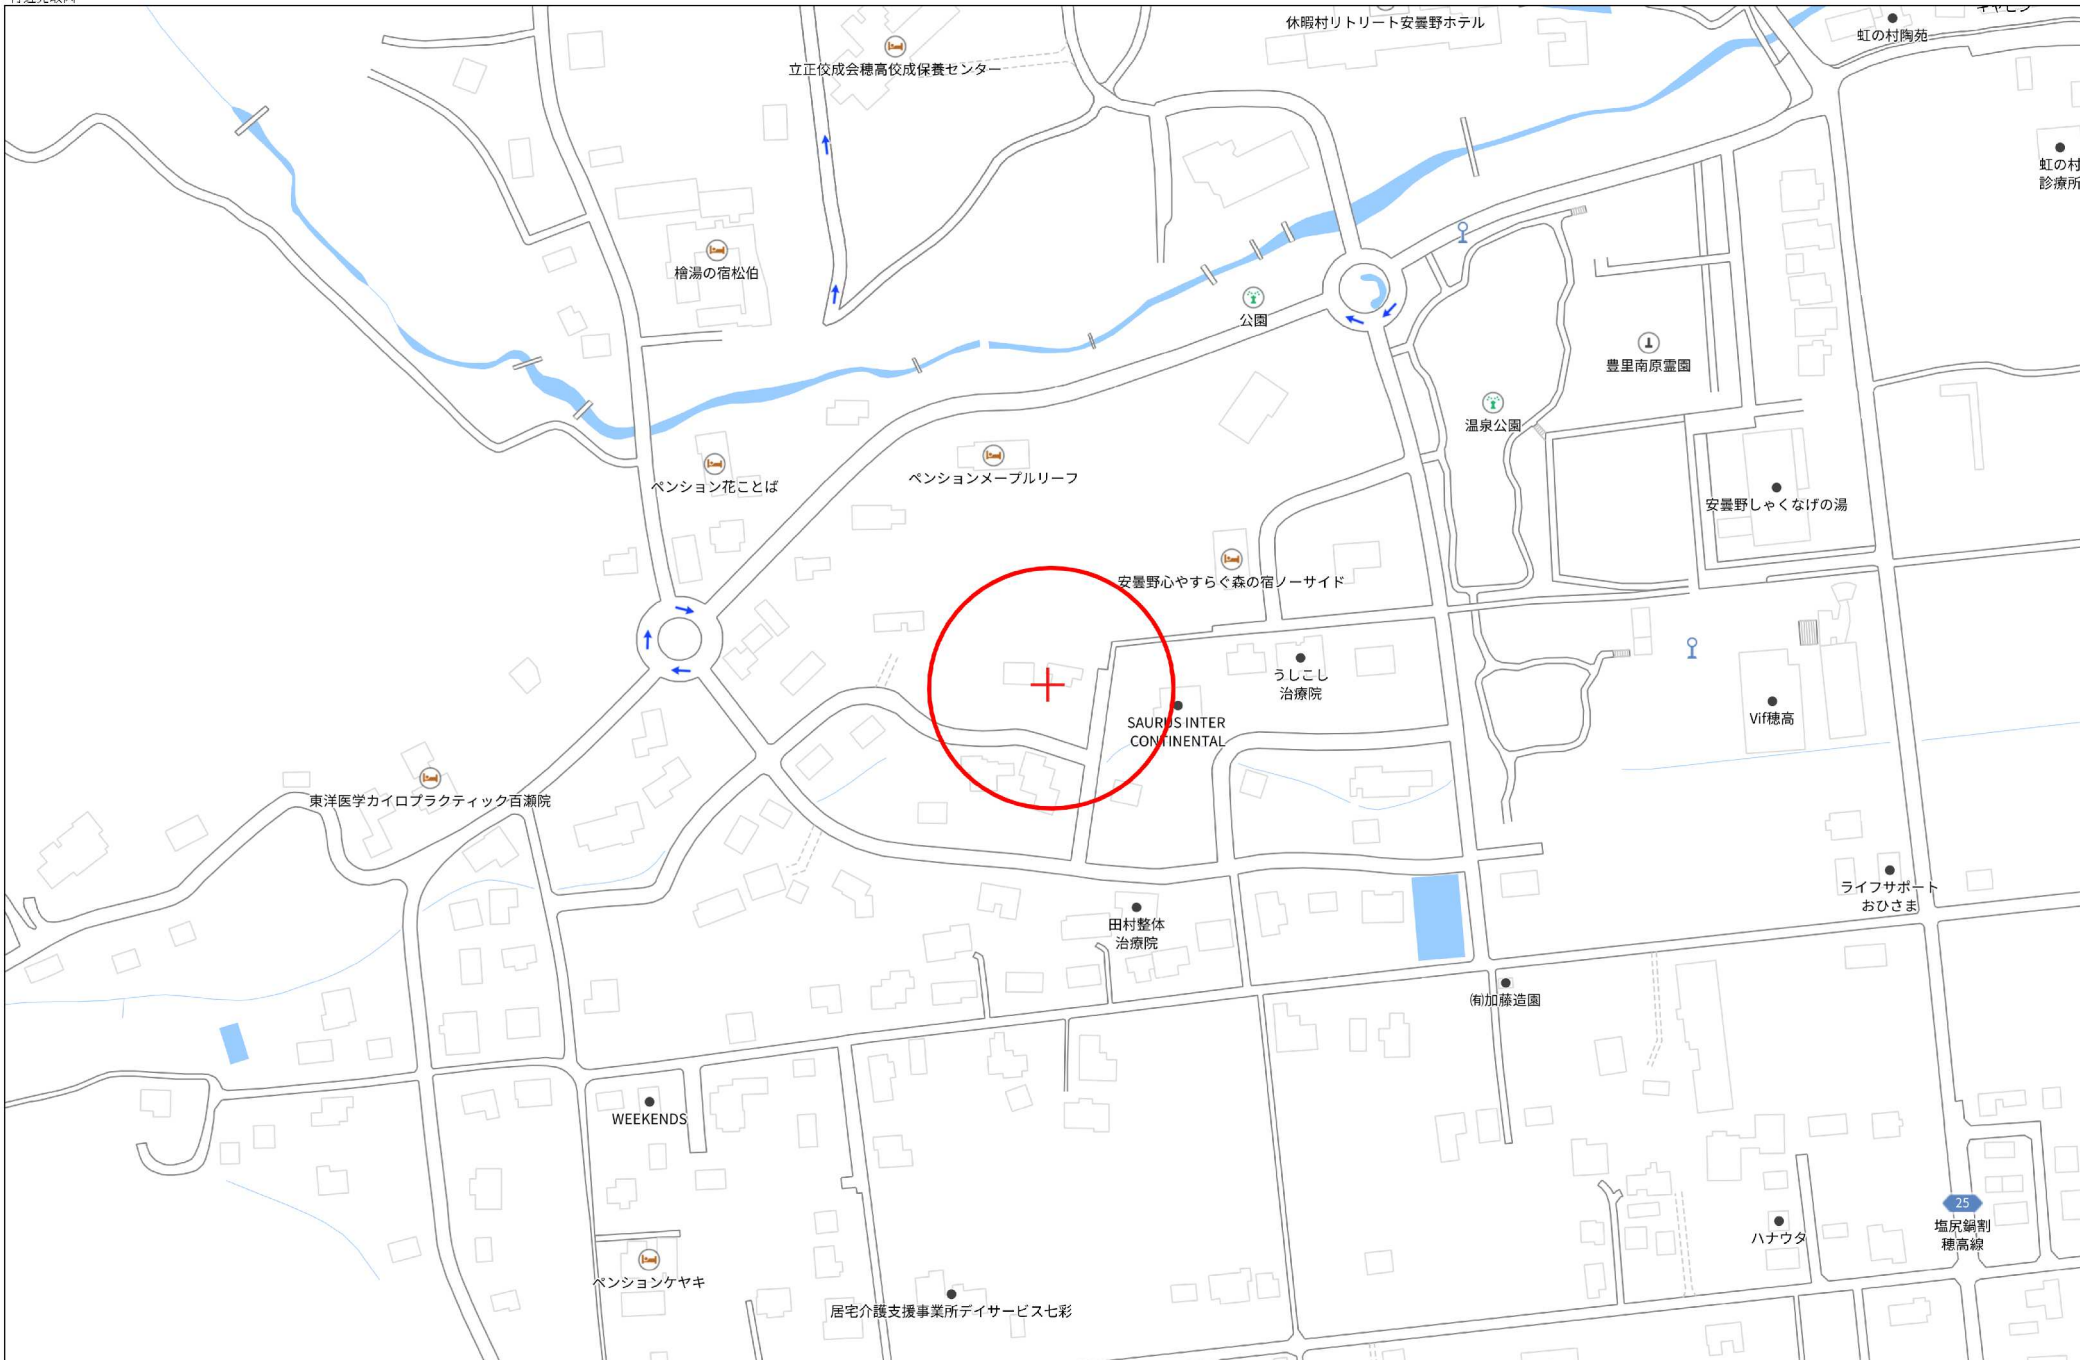 休暇村リトリート安曇野ホテル
虹の村陶苑
立正佼成会穂高佼成保養センター
虹の村
診療所
檜湯の宿松伯
公園
豊里南原霊園
温泉公園
ペンション花ことば
ペンションメープルリーフ
安曇野しゃくなげの湯
安曇野心やすらぐ森の宿ノーサイド
うしこし
治療院
SAURUS INTER
CONTINENTAL
Vif穂高
東洋医学カイロプラクティック百瀬院
ライフサポート
おひさま
田村整体
治療院
㈲加藤造園
WEEKENDS
25
塩尻鍋割
穂高線
ハナウタ
ペンションケヤキ
居宅介護支援事業所デイサービス七彩